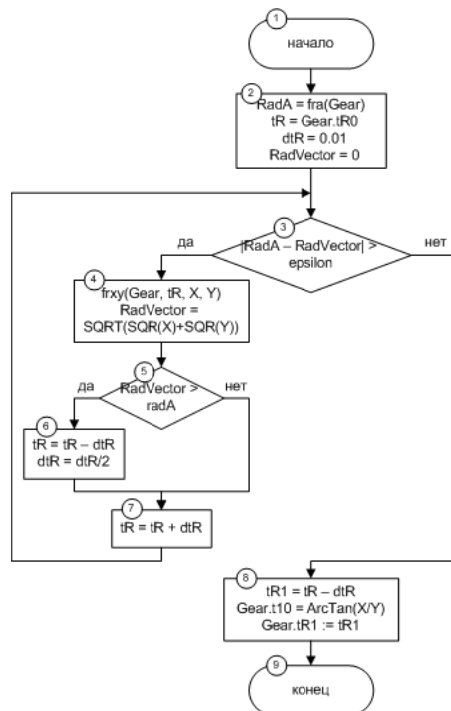 1
начало
2
RadA = fra(Gear)
tR = Gear.tR0
dtR = 0.01
RadVector = 0
3
|RadA – RadVector| >
epsilon
да
нет
4
frxy(Gear, tR, X, Y)
RadVector =
SQRT(SQR(X)+SQR(Y))
5
RadVector >
radA
да
нет
6
tR = tR – dtR
dtR = dtR/2
7
tR = tR + dtR
8
tR1 = tR – dtR
Gear.t10 = ArcTan(X/Y)
Gear.tR1 := tR1
9
конец